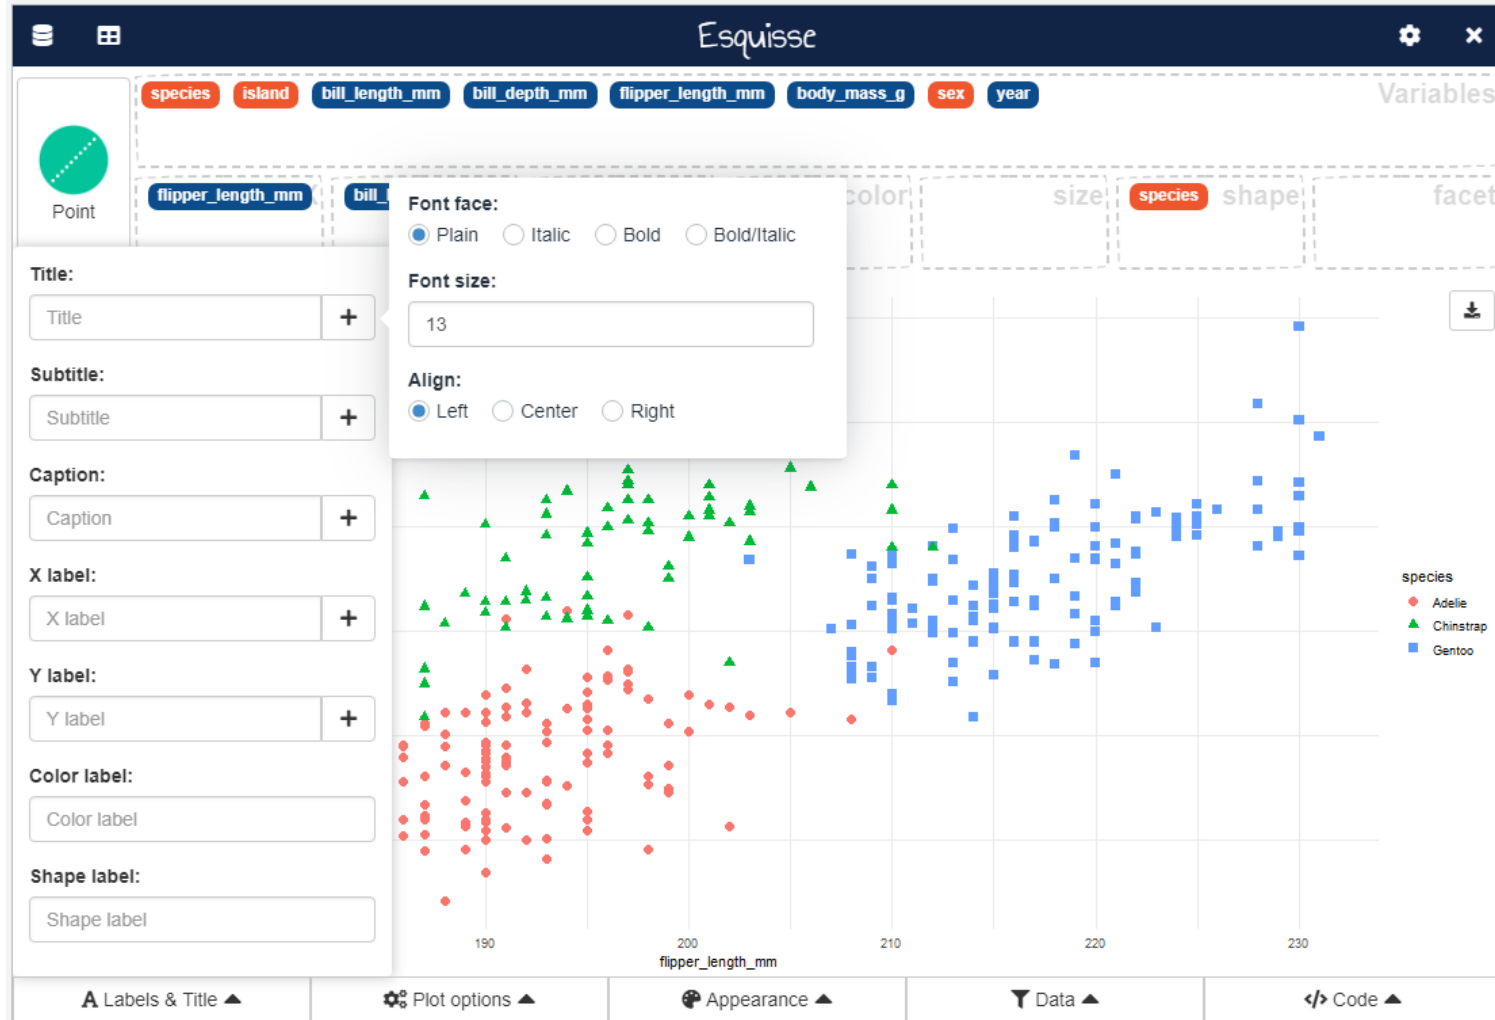 Esquisse
species island bill_length_mm bill_depth_mm flipper_length_mm body_mass_g sex year Variables
Point
flipper_length_mm color size species shape facet
Font face:
Plain Italic Bold Bold/Italic
Font size:
13
Align:
Left Center Right
Title:
Title +
Subtitle:
Subtitle +
Caption:
Caption +
X label:
X label +
Y label:
Y label +
Color label:
Color label
Shape label:
Shape label
species
Adelie
Chinstrap
Gentoo
190 200 210 220 230
flipper_length_mm
A Labels & Title Plot options Appearance Data </> Code